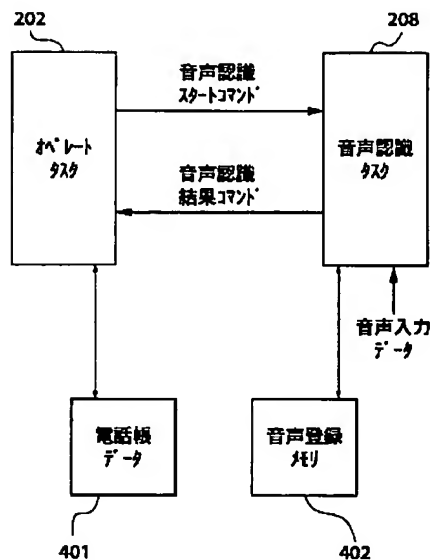 202
208
音声認識
スタートコマンド
オペレート
タスク
音声認識
タスク
音声認識
結果コマンド
音声入力
データ
電話帳
データ
音声登録
メモリ
401
402